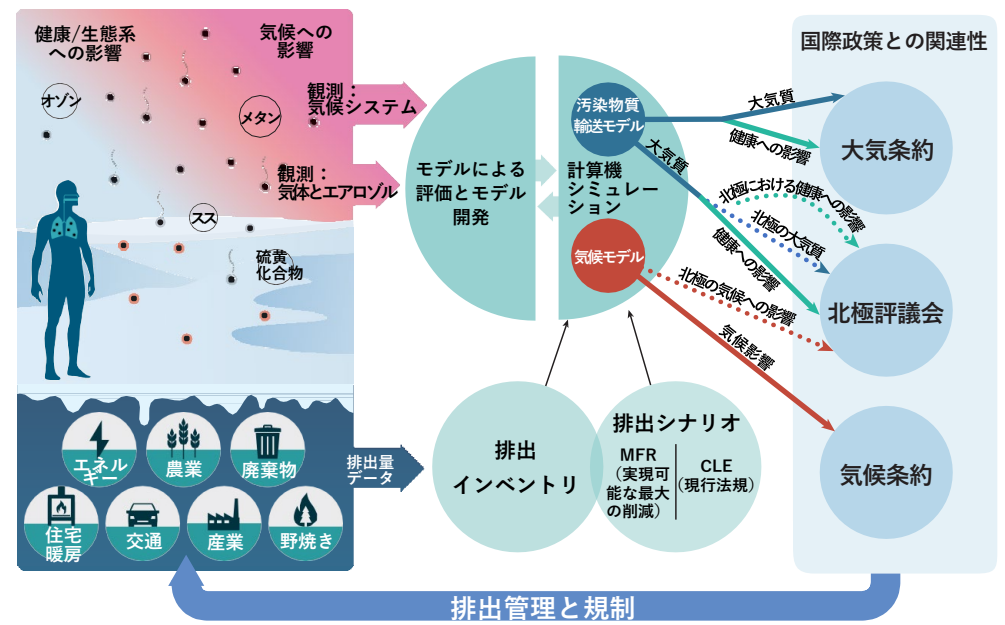 健康/生態系
への影響
気候への
影響
オゾン
メタン
スス
硫黄
化合物
観測：
気候システム
観測：
気体とエアロゾル
モデルによる
評価とモデル
開発
汚染物質
輸送モデル
計算機
シミュレー
ション
気候モデル
大気質
健康への影響
大気質
北極における健康への影響
北極の大気質
健康への影響
北極の気候への影響
気候影響
国際政策との関連性
大気条約
北極評議会
気候条約
エネル
ギー
農業
廃棄物
住宅
暖房
交通
産業
野焼き
排出量
データ
排出
インベントリ
排出シナリオ
MFR
（実現可
能な最大
の削減）
CLE
（現行法規）
排出管理と規制